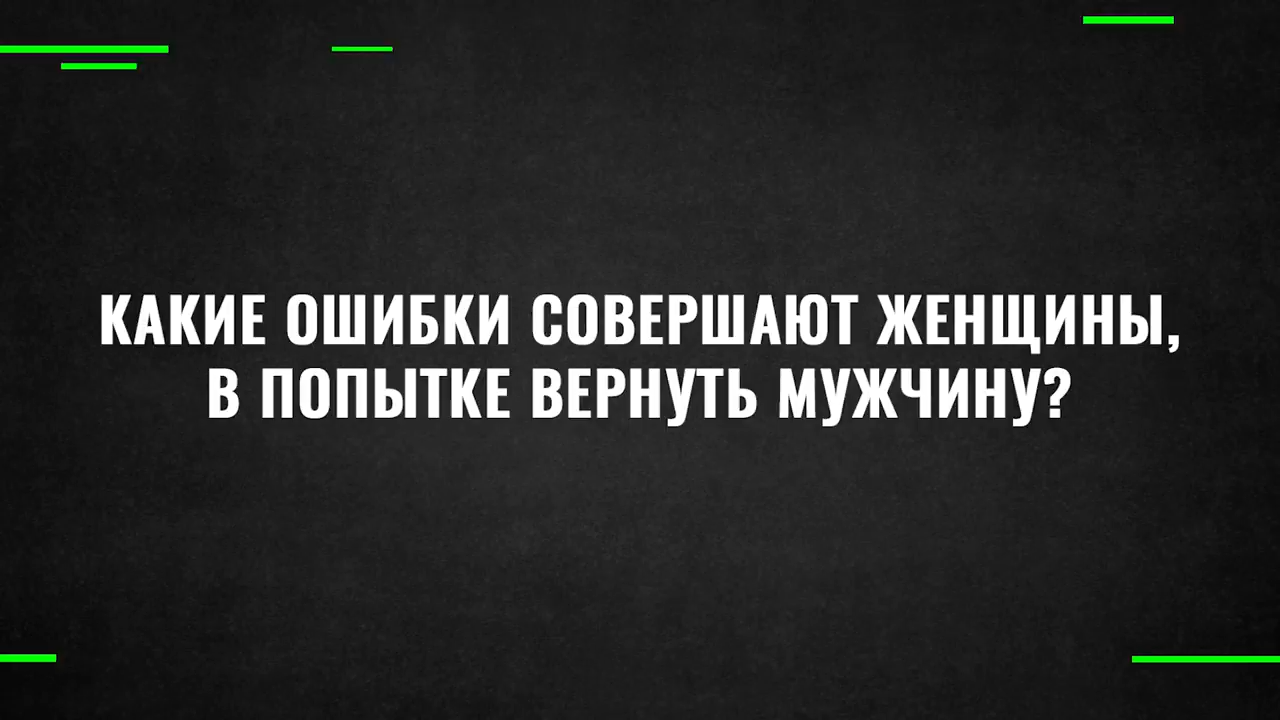 КАКИЕ ОШИБКИ СОВЕРШАЮТ ЖЕНЩИНЫ,
В ПОПЫТКЕ ВЕРНУТЬ МУЖЧИНУ?